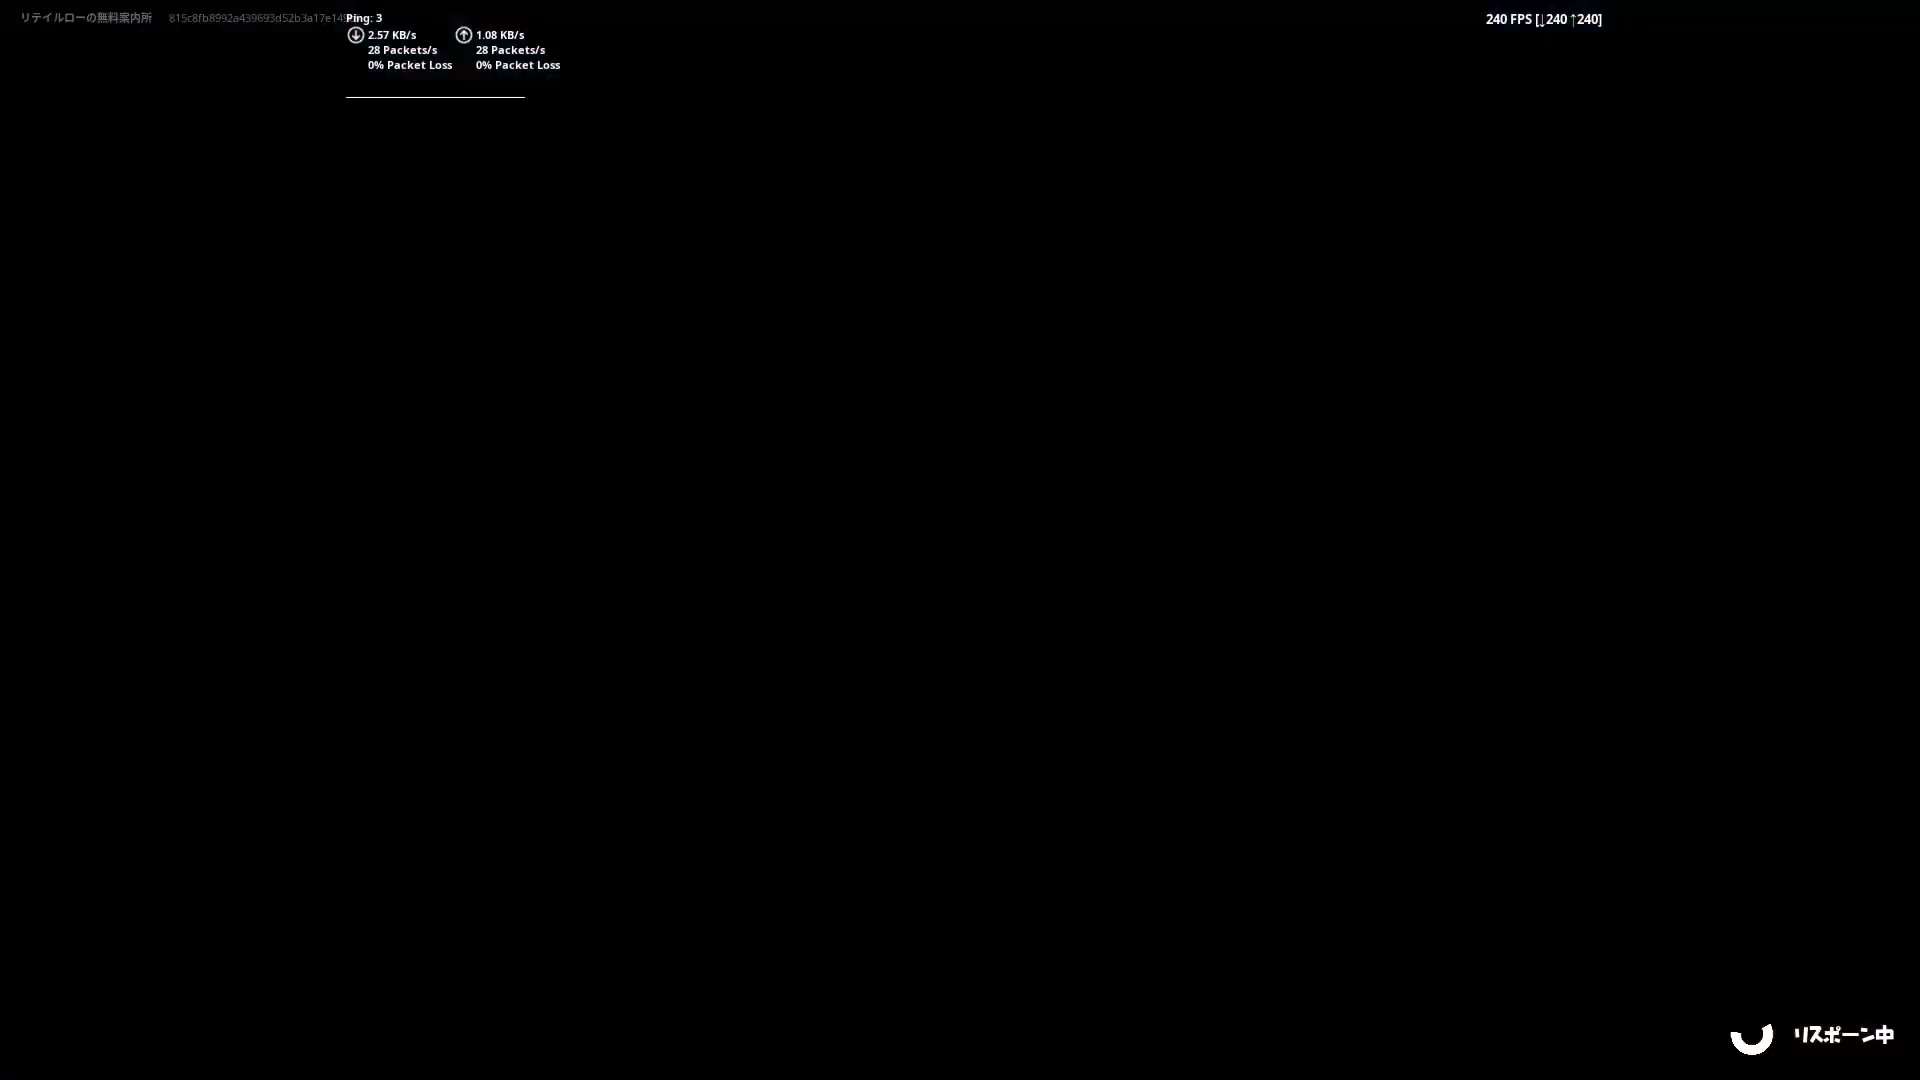 リテイルローの無料案内所 815c8fb8992a439693d52b3a17e14
Ping: 3
2.57 KB/s 1.08 KB/s
28 Packets/s 28 Packets/s
0% Packet Loss 0% Packet Loss
240 FPS [↓240 ↑240]
リスポーン中